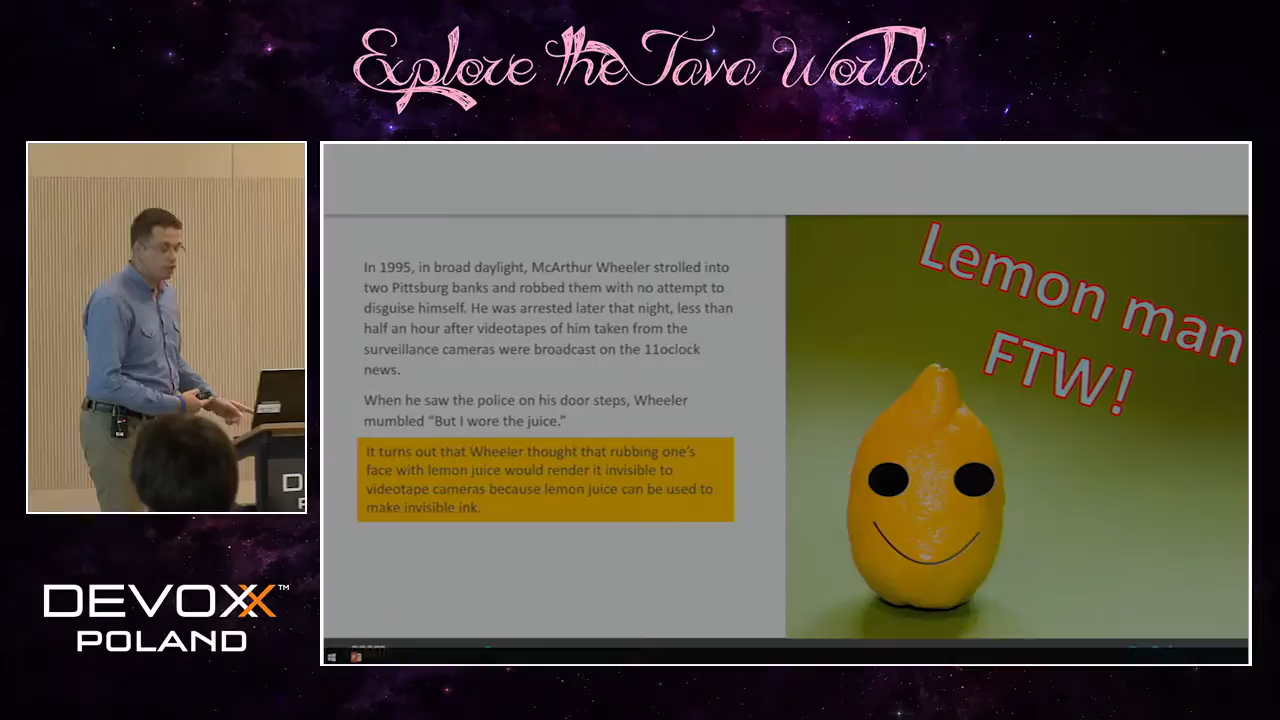 Explore the Java World
In 1995, in broad daylight, McArthur Wheeler strolled into
two Pittsburg banks and robbed them with no attempt to
disguise himself. He was arrested later that night, less than
half an hour after videotapes of him taken from the
surveillance cameras were broadcast on the 11oclock
news.
When he saw the police on his door steps, Wheeler
mumbled “But I wore the juice.”
It turns out that Wheeler thought that rubbing one's
face with lemon juice would render it invisible to
videotape cameras because lemon juice can be used to
make invisible ink.
Lemon man
FTW!
DEVOXX™
POLAND